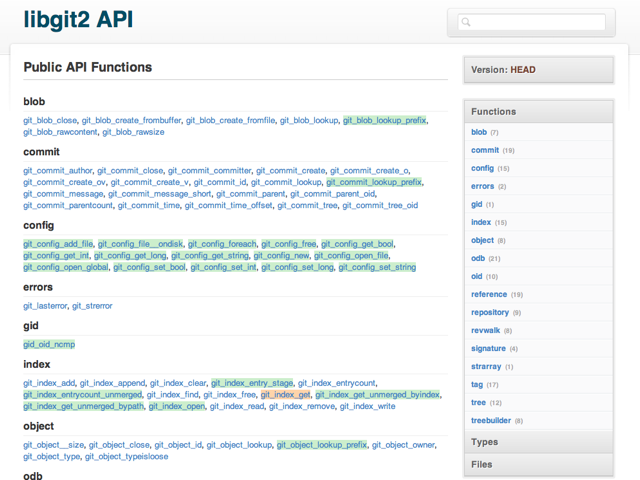 libgit2 API
Public API Functions
blob
git_blob_close, git_blob_create_frombuffer, git_blob_create_fromfile, git_blob_lookup, git_blob_lookup_prefix,
git_blob_rawcontent, git_blob_rawsize
commit
git_commit_author, git_commit_close, git_commit_committer, git_commit_create, git_commit_create_o,
git_commit_create_ov, git_commit_create_v, git_commit_id, git_commit_lookup, git_commit_lookup_prefix,
git_commit_message, git_commit_message_short, git_commit_parent, git_commit_parent_oid,
git_commit_parentcount, git_commit_time, git_commit_time_offset, git_commit_tree, git_commit_tree_oid
config
git_config_add_file, git_config_file__ondisk, git_config_foreach, git_config_free, git_config_get_bool,
git_config_get_int, git_config_get_long, git_config_get_string, git_config_new, git_config_open_file,
git_config_open_global, git_config_set_bool, git_config_set_int, git_config_set_long, git_config_set_string
errors
git_lasterror, git_strerror
gid
gid_oid_ncmp
index
git_index_add, git_index_append, git_index_clear, git_index_entry_stage, git_index_entrycount,
git_index_entrycount_unmerged, git_index_find, git_index_free, git_index_get, git_index_get_unmerged_byindex,
git_index_get_unmerged_bypath, git_index_open, git_index_read, git_index_remove, git_index_write
object
git_object__size, git_object_close, git_object_id, git_object_lookup, git_object_lookup_prefix, git_object_owner,
git_object_type, git_object_typeisloose
odb
Version: HEAD
Functions
blob (7)
commit (19)
config (15)
errors (2)
gid (1)
index (15)
object (8)
odb (21)
oid (10)
reference (19)
repository (9)
revwalk (8)
signature (4)
strarray (1)
tag (17)
tree (12)
treebuilder (8)
Types
Files